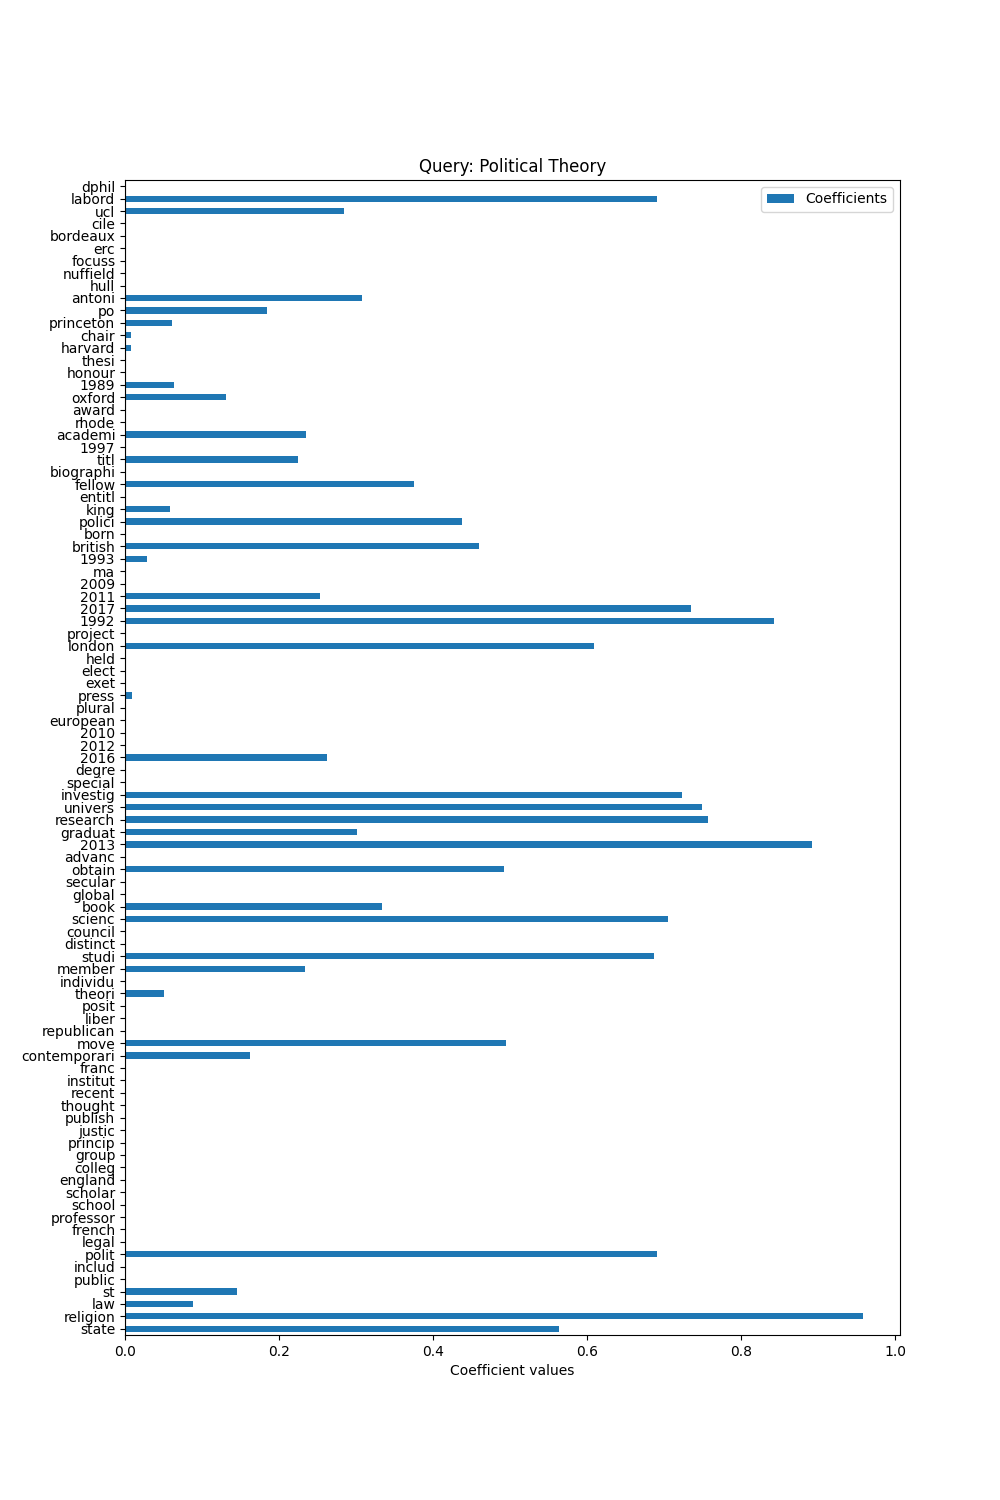 Query: Political Theory
Coefficients
dphil
labord
ucl
cile
bordeaux
erc
focuss
nuffield
hull
antoni
po
princeton
chair
harvard
thesi
honour
1989
oxford
award
rhode
academi
1997
titl
biographi
fellow
entitl
king
polici
born
british
1993
ma
2009
2011
2017
1992
project
london
held
elect
exet
press
plural
european
2010
2012
2016
degre
special
investig
univers
research
graduat
2013
advanc
obtain
secular
global
book
scienc
council
distinct
studi
member
individu
theori
posit
liber
republican
move
contemporari
franc
institut
recent
thought
publish
justic
princip
group
colleg
england
scholar
school
professor
french
legal
polit
includ
public
st
law
religion
state
0.0 0.2 0.4 0.6 0.8 1.0
Coefficient values